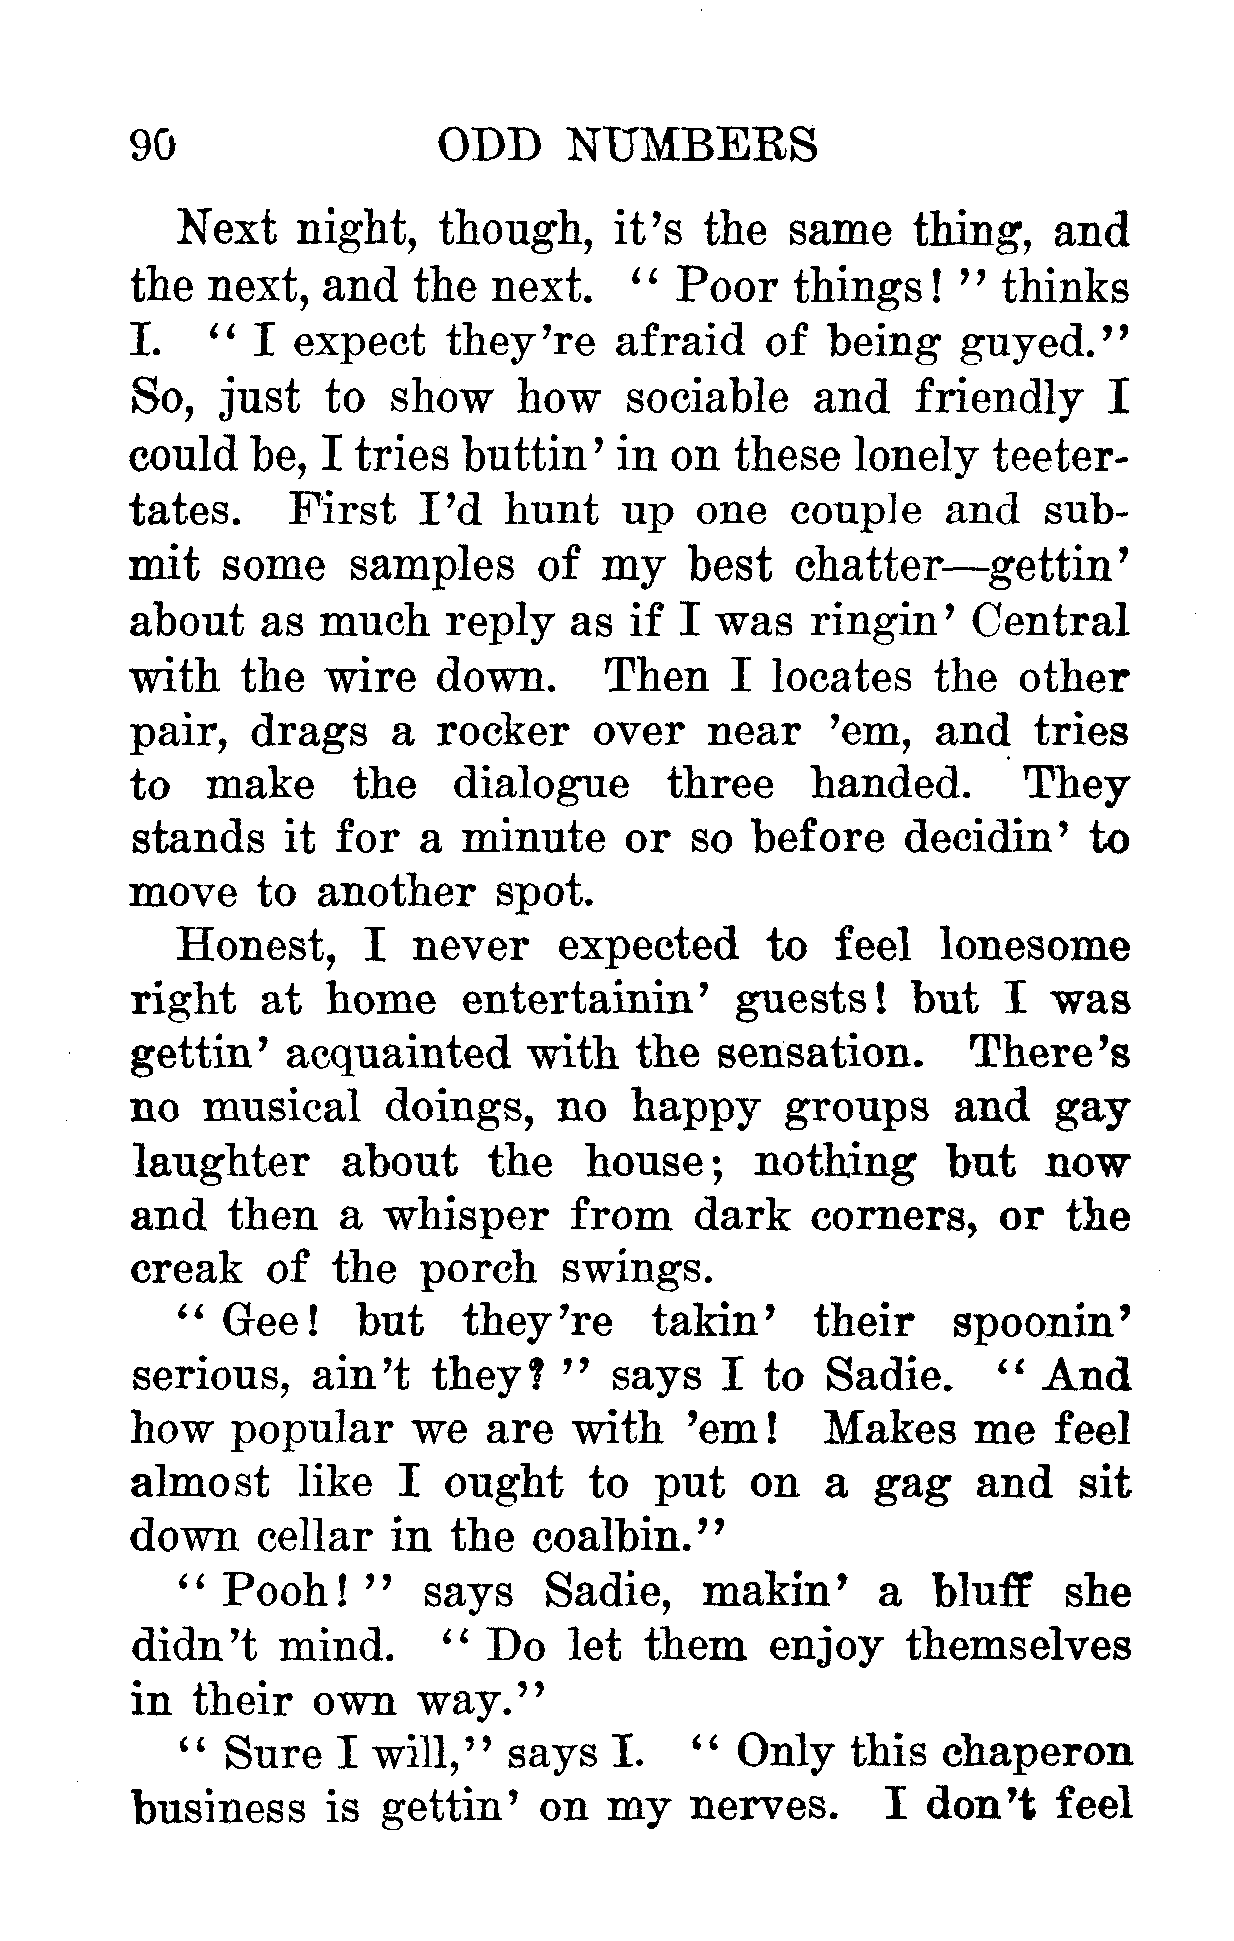 90 ODD NUMBERS
Next night, though, it's the same thing, and
the next, and the next. "Poor things!" thinks
I. "I expect they're afraid of being guyed."
So, just to show how sociable and friendly I
could be, I tries buttin' in on these lonely teeter-
tates. First I'd hunt up one couple and sub-
mit some samples of my best chatter—gettin'
about as much reply as if I was ringin' Central
with the wire down. Then I locates the other
pair, drags a rocker over near 'em, and tries
to make the dialogue three handed. They
stands it for a minute or so before decidin' to
move to another spot.
Honest, I never expected to feel lonesome
right at home entertainin' guests! but I was
gettin' acquainted with the sensation. There's
no musical doings, no happy groups and gay
laughter about the house; nothing but now
and then a whisper from dark corners, or the
creak of the porch swings.
"Gee! but they're takin' their spoonin'
serious, ain't they?" says I to Sadie. "And
how popular we are with 'em! Makes me feel
almost like I ought to put on a gag and sit
down cellar in the coalbin."
"Pooh!" says Sadie, makin' a bluff she
didn't mind. "Do let them enjoy themselves
in their own way."
"Sure I will," says I. "Only this chaperon
business is gettin' on my nerves. I don't feel